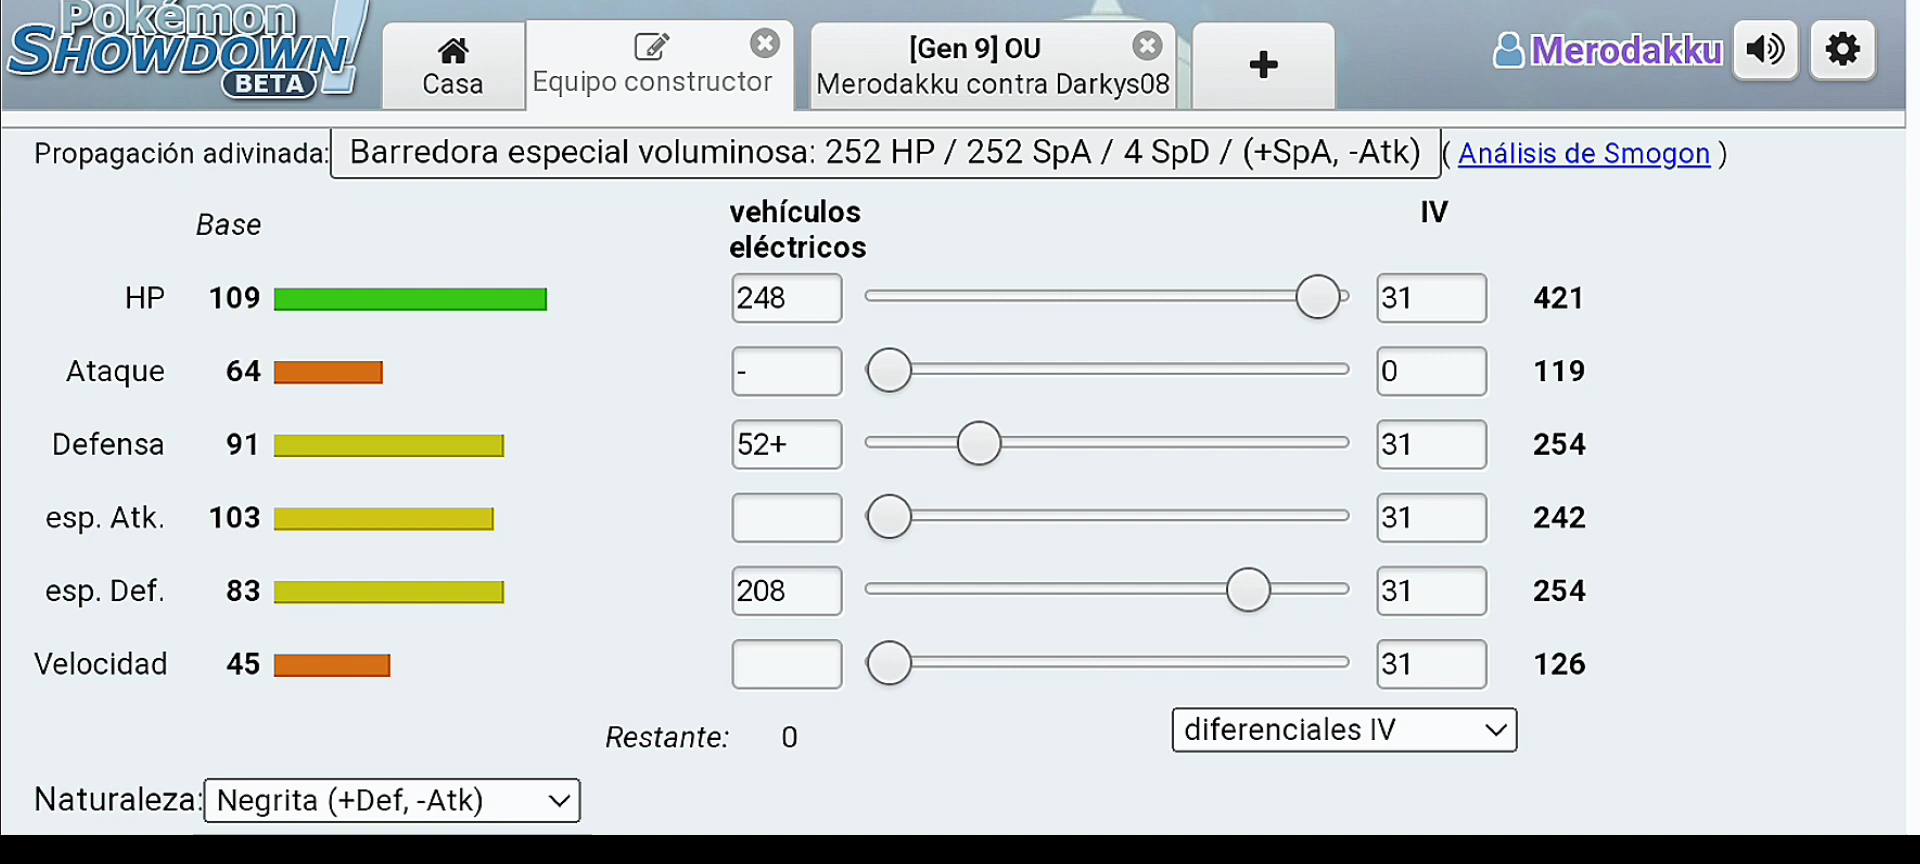 Pokémon
SHOWDOWN!
BETA
Casa
Equipo constructor
[Gen 9] OU
Merodakku contra Darkys08
Merodakku
Propagación adivinada: Barredora especial voluminosa: 252 HP / 252 SpA / 4 SpD / (+SpA, -Atk) ( Análisis de Smogon )
Base vehículos eléctricos IV
HP 109 248 31 421
Ataque 64 - 0 119
Defensa 91 52+ 31 254
esp. Atk. 103 31 242
esp. Def. 83 208 31 254
Velocidad 45 31 126
Restante: 0 diferenciales IV
Naturaleza: Negrita (+Def, -Atk)